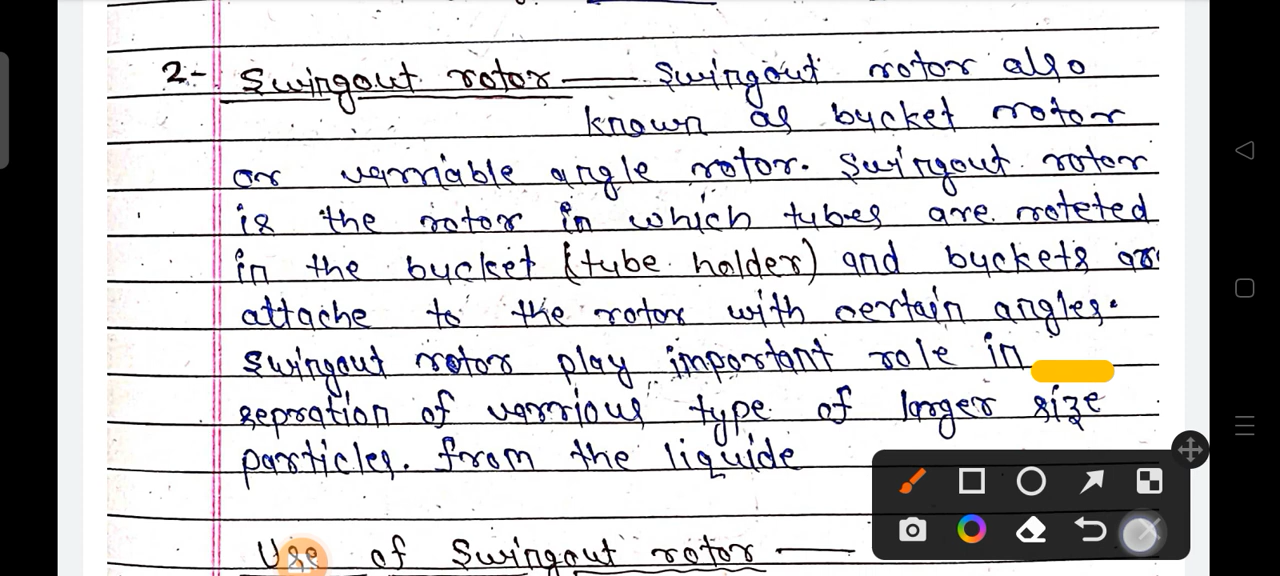 2- Swingout rotor — Swingout rotor also
known as bucket rotor
or varriable angle rotor. Swingout rotor
is the rotor in which tubes are roteted
in the bucket (tube holder) and buckets ar
attache to the rotor with certain angles.
Swingout rotor play important role in
sepration of varrious type of larger size
particles. from the liquide
Use of Swingout rotor —